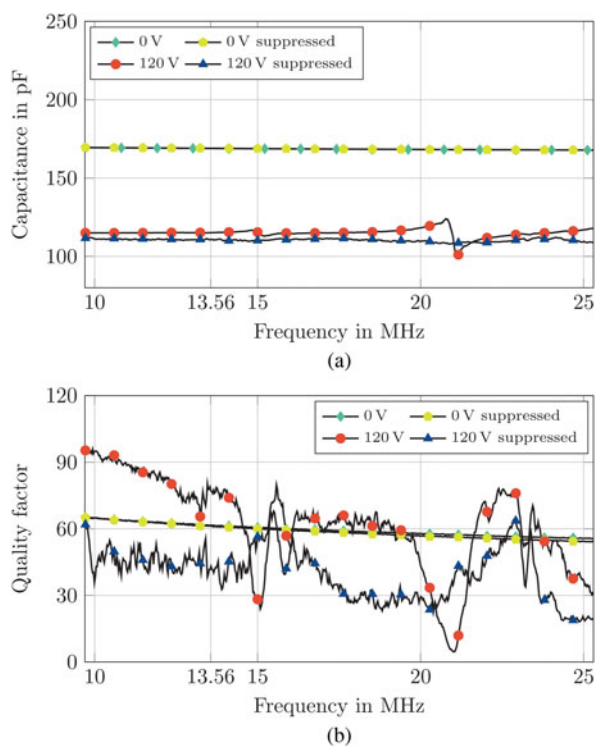 250
0 V 0 V suppressed
120 V 120 V suppressed
200
150
100
Capacitance in pF
10 13.56 15 20 25
Frequency in MHz
(a)
120
0 V 0 V suppressed
120 V 120 V suppressed
90
60
30
0
Quality factor
10 13.56 15 20 25
Frequency in MHz
(b)